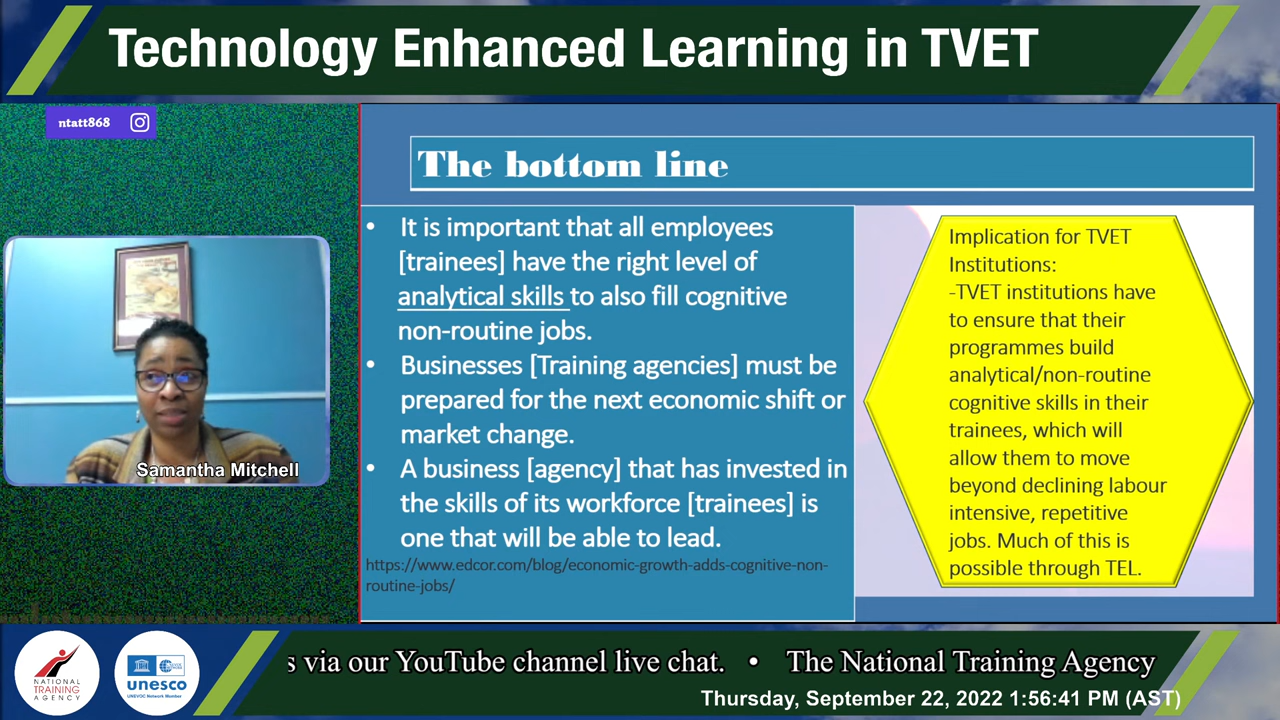 Technology Enhanced Learning in TVET
ntatt868
The bottom line
• It is important that all employees
[trainees] have the right level of
analytical skills to also fill cognitive
non-routine jobs.
• Businesses [Training agencies] must be
prepared for the next economic shift or
market change.
• A business [agency] that has invested in
the skills of its workforce [trainees] is
one that will be able to lead.
https://www.edcor.com/blog/economic-growth-adds-cognitive-non-
routine-jobs/
Implication for TVET
Institutions:
-TVET institutions have
to ensure that their
programmes build
analytical/non-routine
cognitive skills in their
trainees, which will
allow them to move
beyond declining labour
intensive, repetitive
jobs. Much of this is
possible through TEL.
Samantha Mitchell
NATIONAL
TRAINING
AGENCY
unesco
UNEVOC Network Member
s via our YouTube channel live chat. • The National Training Agency
Thursday, September 22, 2022 1:56:41 PM (AST)